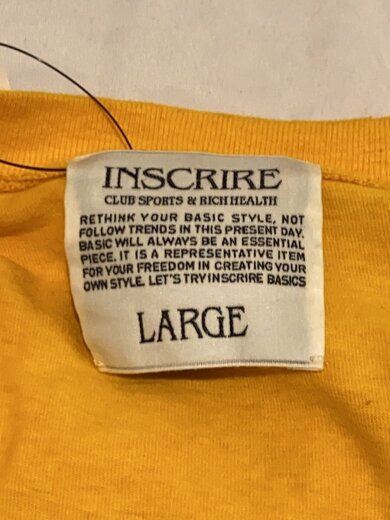 INSCRIRE
CLUB SPORTS & RICH HEALTH
RETHINK YOUR BASIC STYLE, NOT
FOLLOW TRENDS IN THIS PRESENT DAY.
BASIC WILL ALWAYS BE AN ESSENTIAL
PIECE. IT IS A REPRESENTATIVE ITEM
FOR YOUR FREEDOM IN CREATING YOUR
OWN STYLE. LET'S TRY INSCRIRE BASICS
LARGE